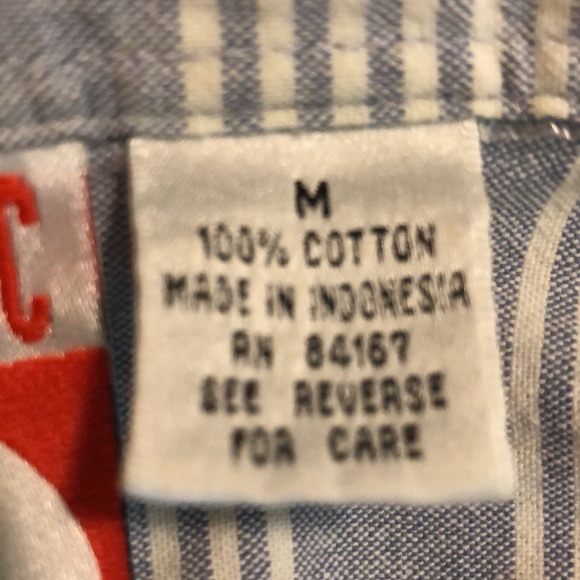 C
M
100% COTTON
MADE IN INDONESIA
RN 84167
SEE REVERSE
FOR CARE